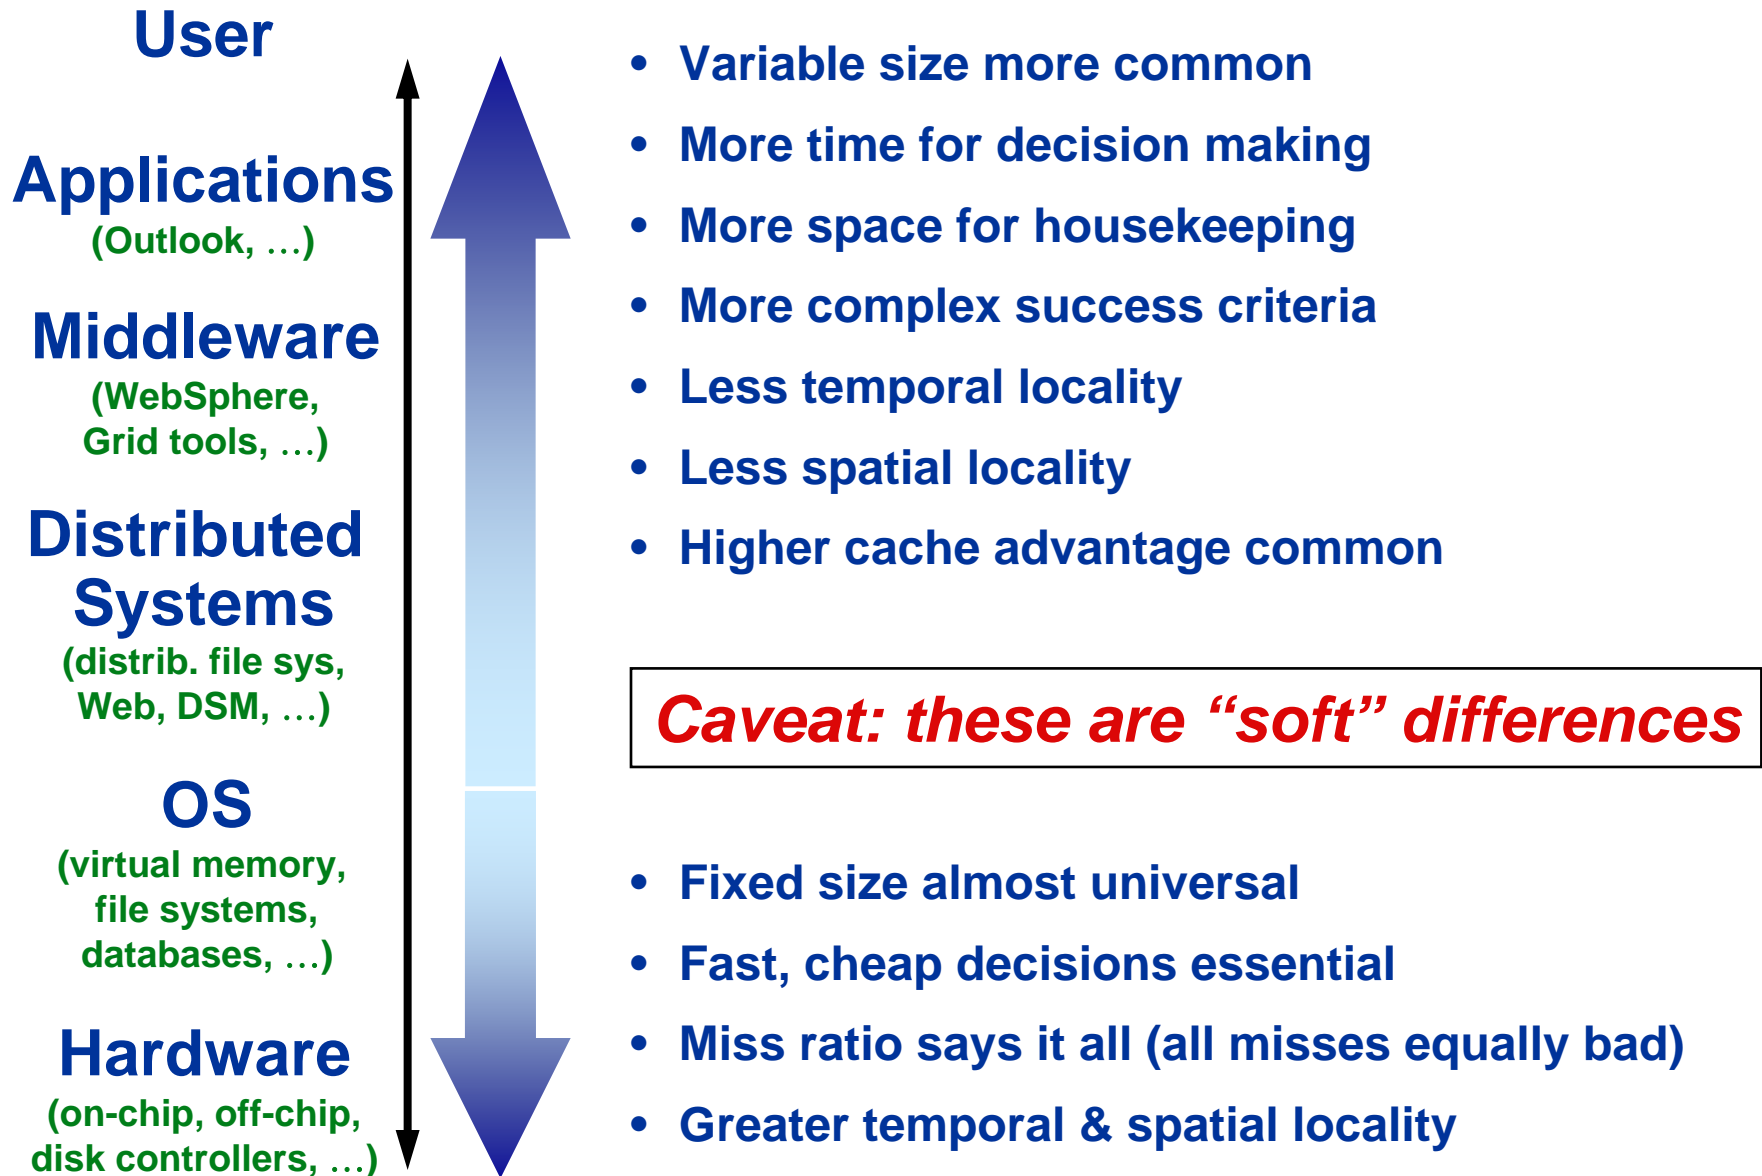 User
Applications
(Outlook, …)
Middleware
(WebSphere,
Grid tools, …)
Distributed
Systems
(distrib. file sys,
Web, DSM, …)
OS
(virtual memory,
file systems,
databases, …)
Hardware
(on-chip, off-chip,
disk controllers, …)
• Variable size more common
• More time for decision making
• More space for housekeeping
• More complex success criteria
• Less temporal locality
• Less spatial locality
• Higher cache advantage common
Caveat: these are “soft” differences
• Fixed size almost universal
• Fast, cheap decisions essential
• Miss ratio says it all (all misses equally bad)
• Greater temporal & spatial locality